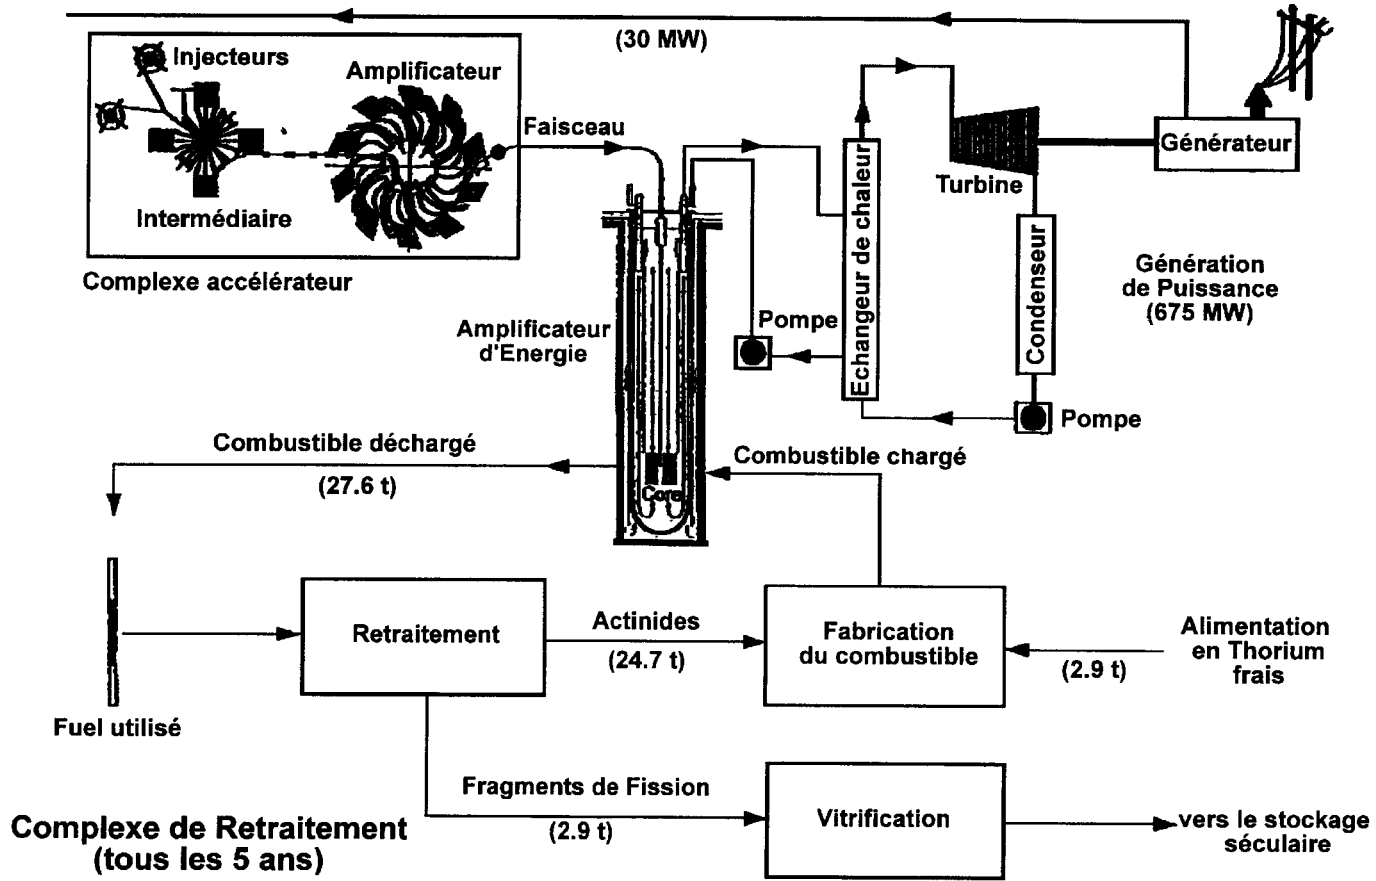 (30 MW)
Injecteurs
Amplificateur
Intermédiaire
Complexe accélérateur
Faisceau
Amplificateur
d'Energie
Core
Pompe
Echangeur de chaleur
Turbine
Condenseur
Pompe
Générateur
Génération
de Puissance
(675 MW)
Combustible déchargé
(27.6 t)
Combustible chargé
Fuel utilisé
Retraitement
Actinides
(24.7 t)
Fabrication
du combustible
(2.9 t)
Alimentation
en Thorium
frais
Fragments de Fission
(2.9 t)
Vitrification
vers le stockage
séculaire
Complexe de Retraitement
(tous les 5 ans)